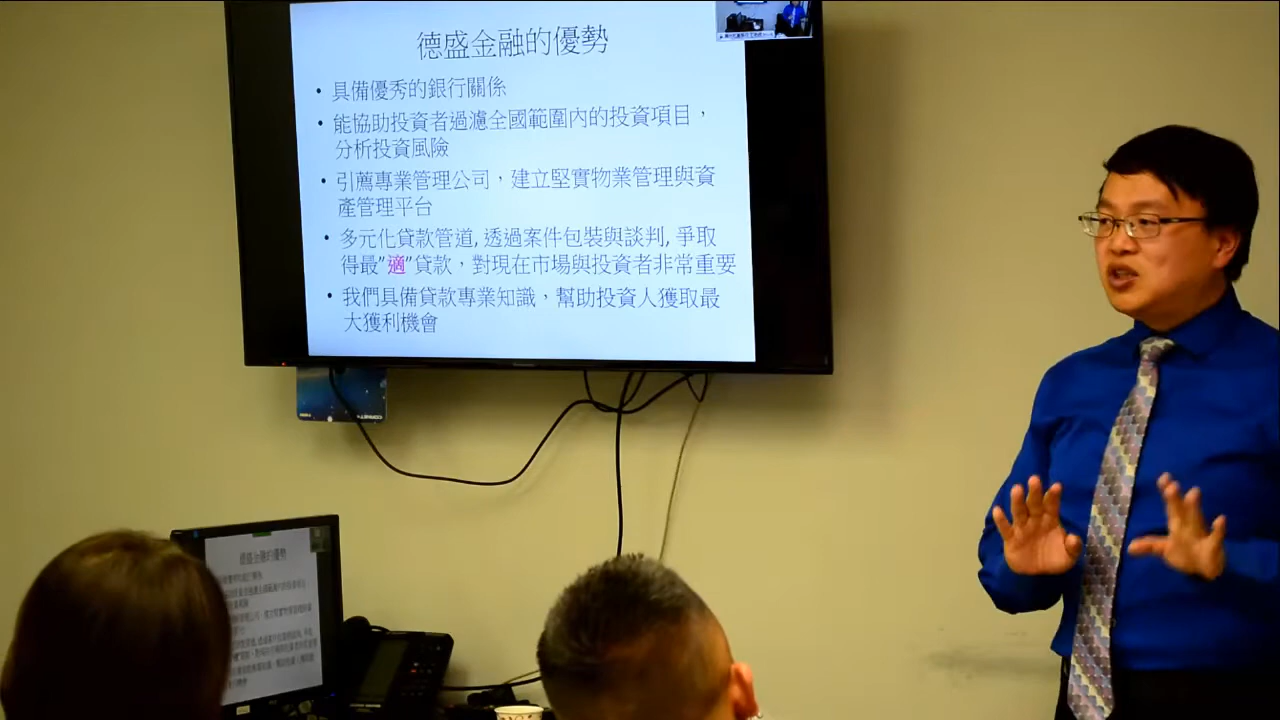 德盛金融的優勢
• 具備優秀的銀行關係
• 能協助投資者過濾全國範圍內的投資項目，
分析投資風險
• 引薦專業管理公司，建立堅實物業管理與資
產管理平台
• 多元化貸款管道, 透過案件包裝與談判, 爭取
得最"適"貸款，對現在市場與投資者非常重要
• 我們具備貸款專業知識，幫助投資人獲取最
大獲利機會
德盛金融的優勢